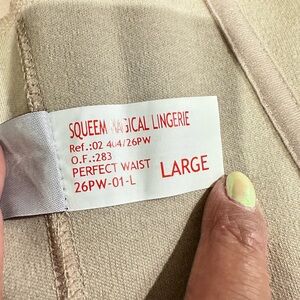 SQUEEM MAGICAL LINGERIE
Ref.:02 404/26PW
O.F.:283
PERFECT WAIST LARGE
26PW-01-L